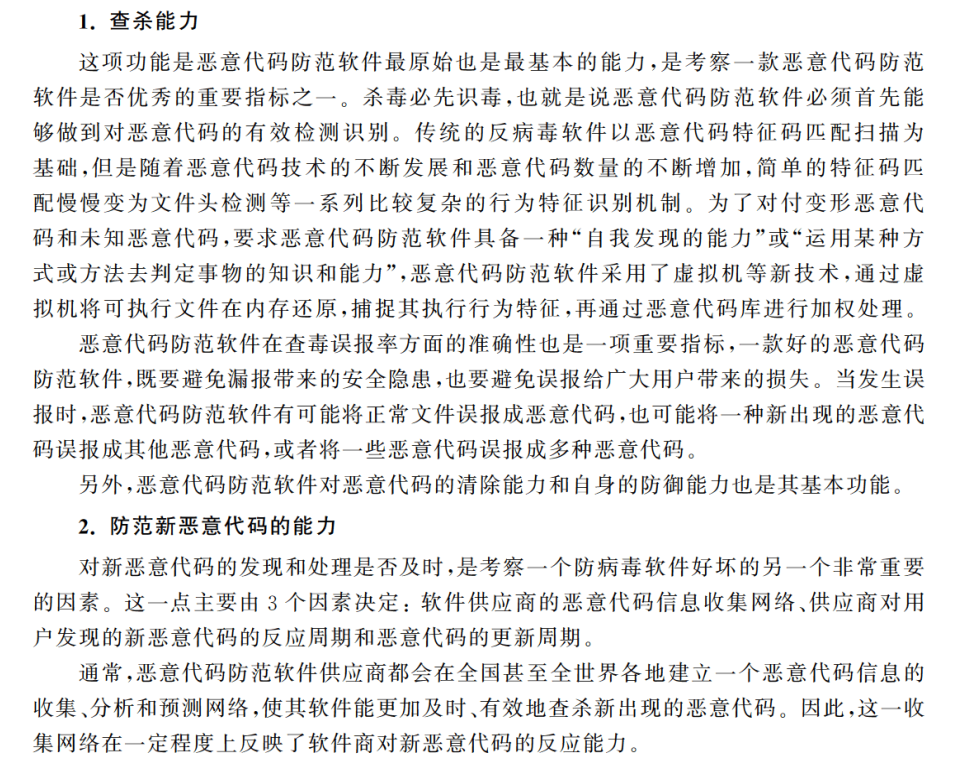 1. 查杀能力
这项功能是恶意代码防范软件最原始也是最基本的能力,是考察一款恶意代码防范
软件是否优秀的重要指标之一。杀毒必先识毒,也就是说恶意代码防范软件必须首先能
够做到对恶意代码的有效检测识别。传统的反病毒软件以恶意代码特征码匹配扫描为
基础,但是随着恶意代码技术的不断发展和恶意代码数量的不断增加,简单的特征码匹
配慢慢变为文件头检测等一系列比较复杂的行为特征识别机制。为了对付变形恶意代
码和未知恶意代码,要求恶意代码防范软件具备一种“自我发现的能力”或“运用某种方
式或方法去判定事物的知识和能力”,恶意代码防范软件采用了虚拟机等新技术,通过虚
拟机将可执行文件在内存还原,捕捉其执行行为特征,再通过恶意代码库进行加权处理。
恶意代码防范软件在查毒误报率方面的准确性也是一项重要指标,一款好的恶意代码
防范软件,既要避免漏报带来的安全隐患,也要避免误报给广大用户带来的损失。当发生误
报时,恶意代码防范软件有可能将正常文件误报成恶意代码,也可能将一种新出现的恶意代
码误报成其他恶意代码,或者将一些恶意代码误报成多种恶意代码。
另外,恶意代码防范软件对恶意代码的清除能力和自身的防御能力也是其基本功能。
2. 防范新恶意代码的能力
对新恶意代码的发现和处理是否及时,是考察一个防病毒软件好坏的另一个非常重要
的因素。这一点主要由 3 个因素决定:软件供应商的恶意代码信息收集网络、供应商对用
户发现的新恶意代码的反应周期和恶意代码的更新周期。
通常,恶意代码防范软件供应商都会在全国甚至全世界各地建立一个恶意代码信息的
收集、分析和预测网络,使其软件能更加及时、有效地查杀新出现的恶意代码。因此,这一收
集网络在一定程度上反映了软件商对新恶意代码的反应能力。